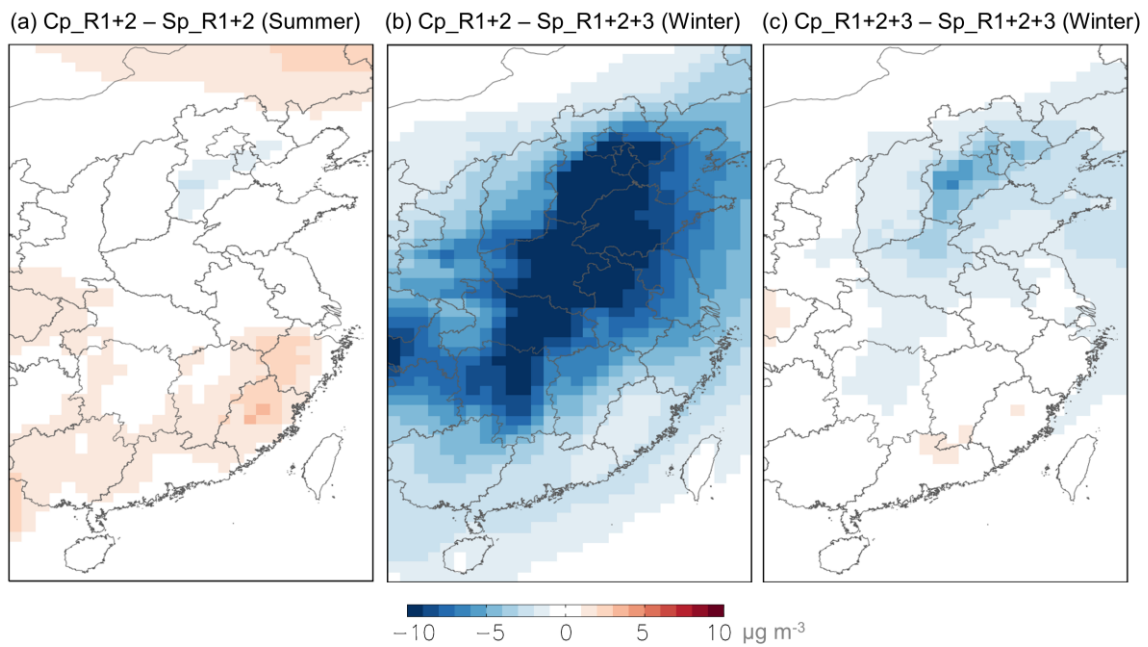 (a) Cp_R1+2 – Sp_R1+2 (Summer)
(b) Cp_R1+2 – Sp_R1+2+3 (Winter)
(c) Cp_R1+2+3 – Sp_R1+2+3 (Winter)
−10 −5 0 5 10 µg m⁻³